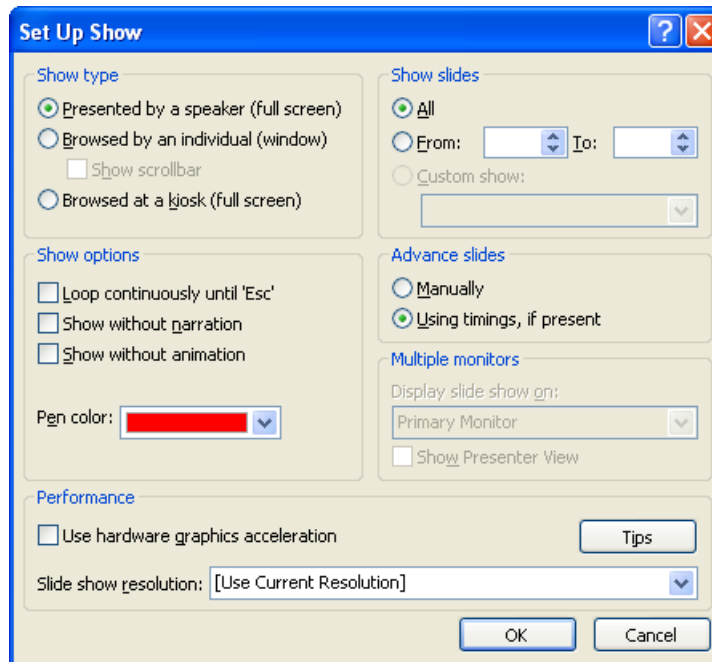 Set Up Show
Show type
Presented by a speaker (full screen)
Browsed by an individual (window)
Show scrollbar
Browsed at a kiosk (full screen)
Show slides
All
From: To:
Custom show:
Show options
Loop continuously until 'Esc'
Show without narration
Show without animation
Pen color:
Advance slides
Manually
Using timings, if present
Multiple monitors
Display slide show on:
Primary Monitor
Show Presenter View
Performance
Use hardware graphics acceleration
Tips
Slide show resolution: [Use Current Resolution]
OK Cancel